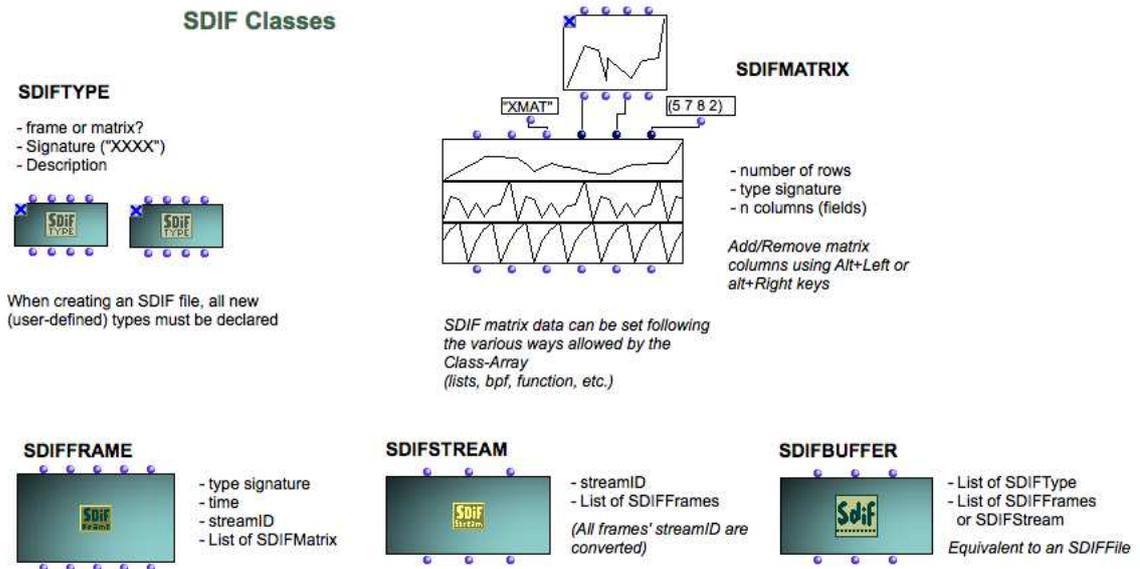 SDIF Classes
SDIFTYPE
- frame or matrix?
- Signature ("XXXX")
- Description
SDIF
TYPE
SDIF
TYPE
When creating an SDIF file, all new
(user-defined) types must be declared
"XMAT"
(5 7 8 2)
SDIFMATRIX
- number of rows
- type signature
- n columns (fields)
Add/Remove matrix
columns using Alt+Left or
alt+Right keys
SDIF matrix data can be set following
the various ways allowed by the
Class-Array
(lists, bpf, function, etc.)
SDIFFRAME
SDIF
Frame
- type signature
- time
- streamID
- List of SDIFMatrix
SDIFSTREAM
SDIF
Stream
- streamID
- List of SDIFFrames
(All frames' streamID are
converted)
SDIFBUFFER
Sdif
- List of SDIFType
- List of SDIFFrames
or SDIFStream
Equivalent to an SDIFFile